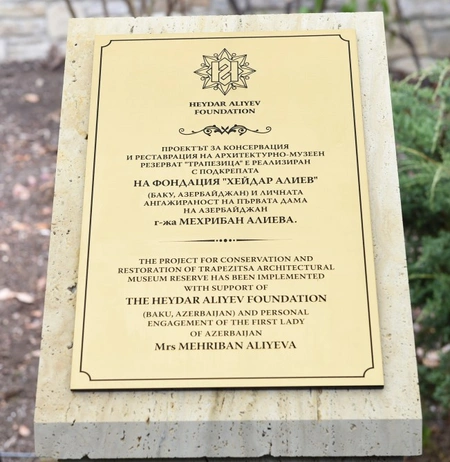 HEYDAR ALIYEV
FOUNDATION
ПРОЕКТЪТ ЗА КОНСЕРВАЦИЯ
И РЕСТАВРАЦИЯ НА АРХИТЕКТУРНО-МУЗЕЕН
РЕЗЕРВАТ "ТРАПЕЗИЦА" Е РЕАЛИЗИРАН
С ПОДКРЕПАТА
НА ФОНДАЦИЯ "ХЕЙДАР АЛИЕВ"
(БАКУ, АЗЕРБАЙДЖАН) И ЛИЧНАТА
АНГАЖИРАНОСТ НА ПЪРВАТА ДАМА
НА АЗЕРБАЙДЖАН
г-жа МЕХРИБАН АЛИЕВА.
THE PROJECT FOR CONSERVATION AND
RESTORATION OF TRAPEZITSA ARCHITECTURAL
MUSEUM RESERVE HAS BEEN IMPLEMENTED
WITH SUPPORT OF
THE HEYDAR ALIYEV FOUNDATION
(BAKU, AZERBAIJAN) AND PERSONAL
ENGAGEMENT OF THE FIRST LADY
OF AZERBAIJAN
Mrs MEHRIBAN ALIYEVA